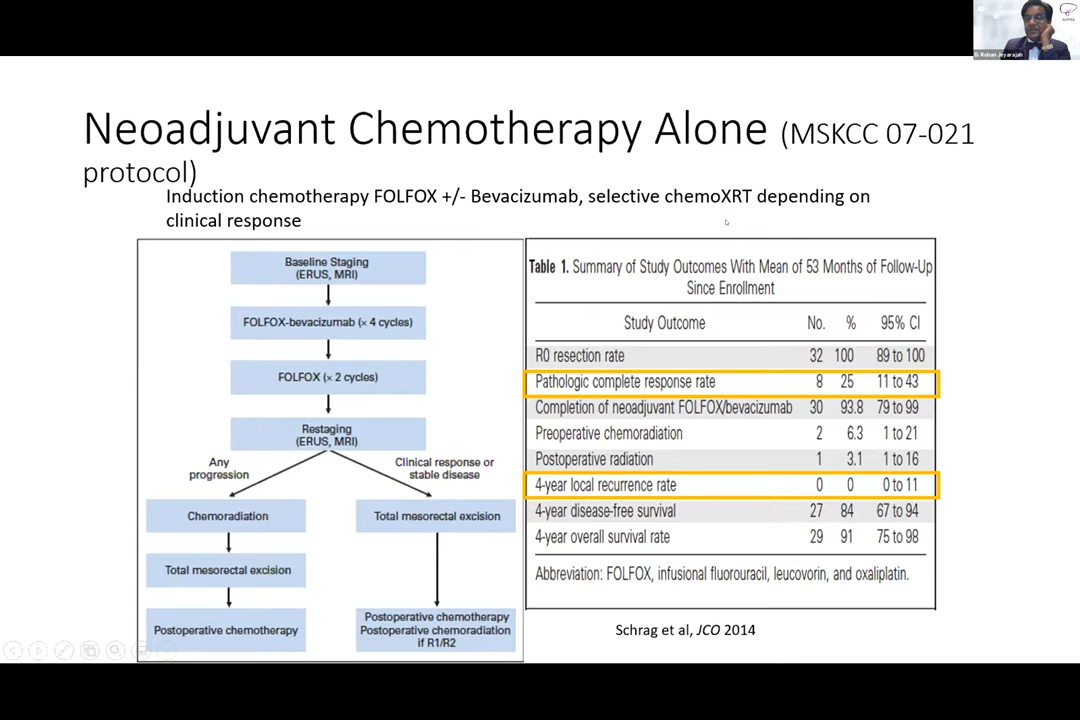 D. Rohan Jeyarajah
Neoadjuvant Chemotherapy Alone (MSKCC 07-021
protocol)
Induction chemotherapy FOLFOX +/- Bevacizumab, selective chemoXRT depending on
clinical response
Baseline Staging
(ERUS, MRI)
FOLFOX-bevacizumab (× 4 cycles)
FOLFOX (× 2 cycles)
Restaging
(ERUS, MRI)
Any
progression
Clinical response or
stable disease
Chemoradiation
Total mesorectal excision
Total mesorectal excision
Postoperative chemotherapy
Postoperative chemotherapy
Postoperative chemoradiation
if R1/R2
Table 1. Summary of Study Outcomes With Mean of 53 Months of Follow-Up
Since Enrollment
Study Outcome No. % 95% CI
R0 resection rate 32 100 89 to 100
Pathologic complete response rate 8 25 11 to 43
Completion of neoadjuvant FOLFOX/bevacizumab 30 93.8 79 to 99
Preoperative chemoradiation 2 6.3 1 to 21
Postoperative radiation 1 3.1 1 to 16
4-year local recurrence rate 0 0 0 to 11
4-year disease-free survival 27 84 67 to 94
4-year overall survival rate 29 91 75 to 98
Abbreviation: FOLFOX, infusional fluorouracil, leucovorin, and oxaliplatin.
Schrag et al, JCO 2014